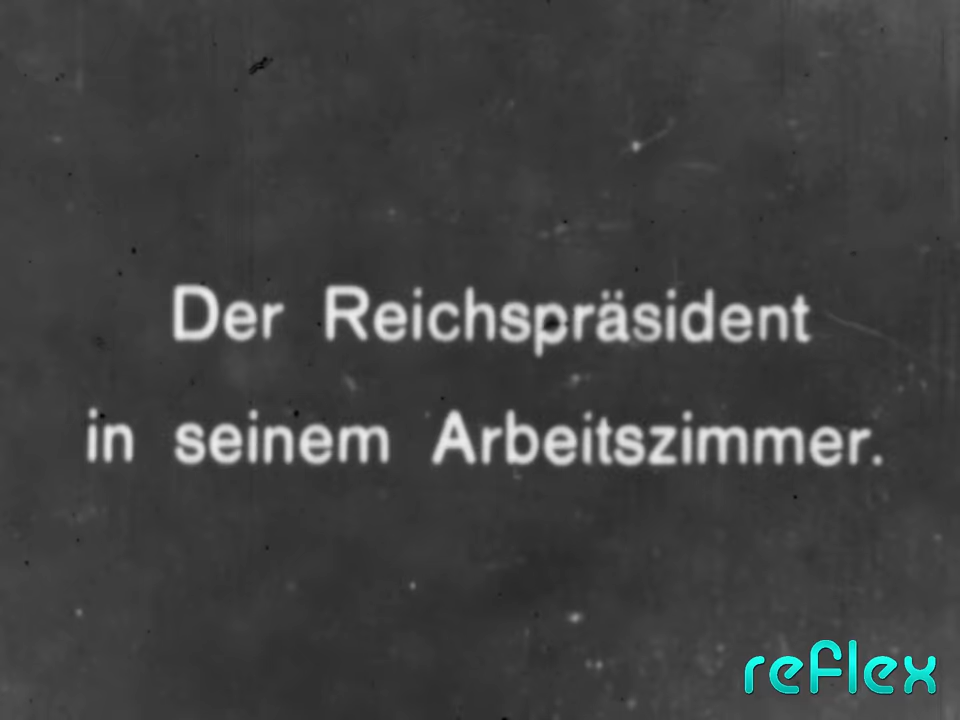 Der Reichspräsident
in seinem Arbeitszimmer.
reflex